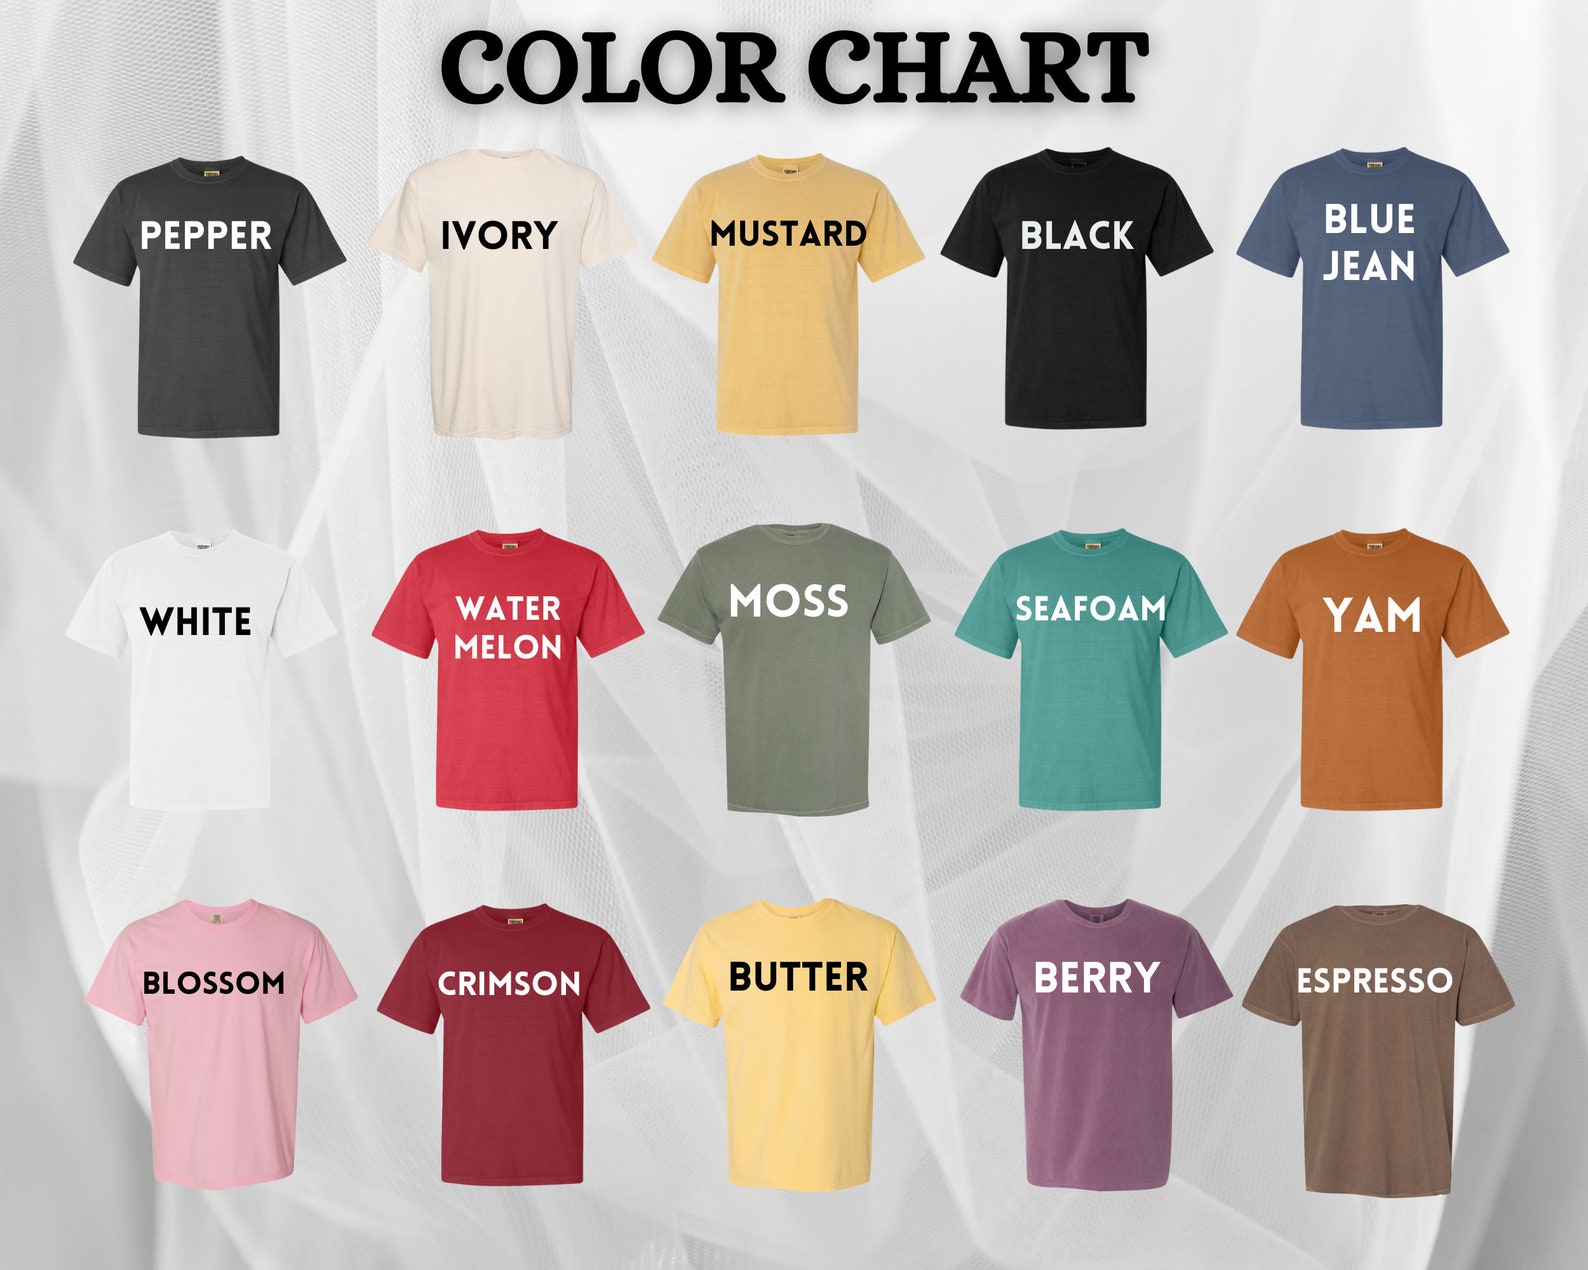 COLOR CHART
PEPPER
IVORY
MUSTARD
BLACK
BLUE
JEAN
WHITE
WATER
MELON
MOSS
SEAFOAM
YAM
BLOSSOM
CRIMSON
BUTTER
BERRY
ESPRESSO